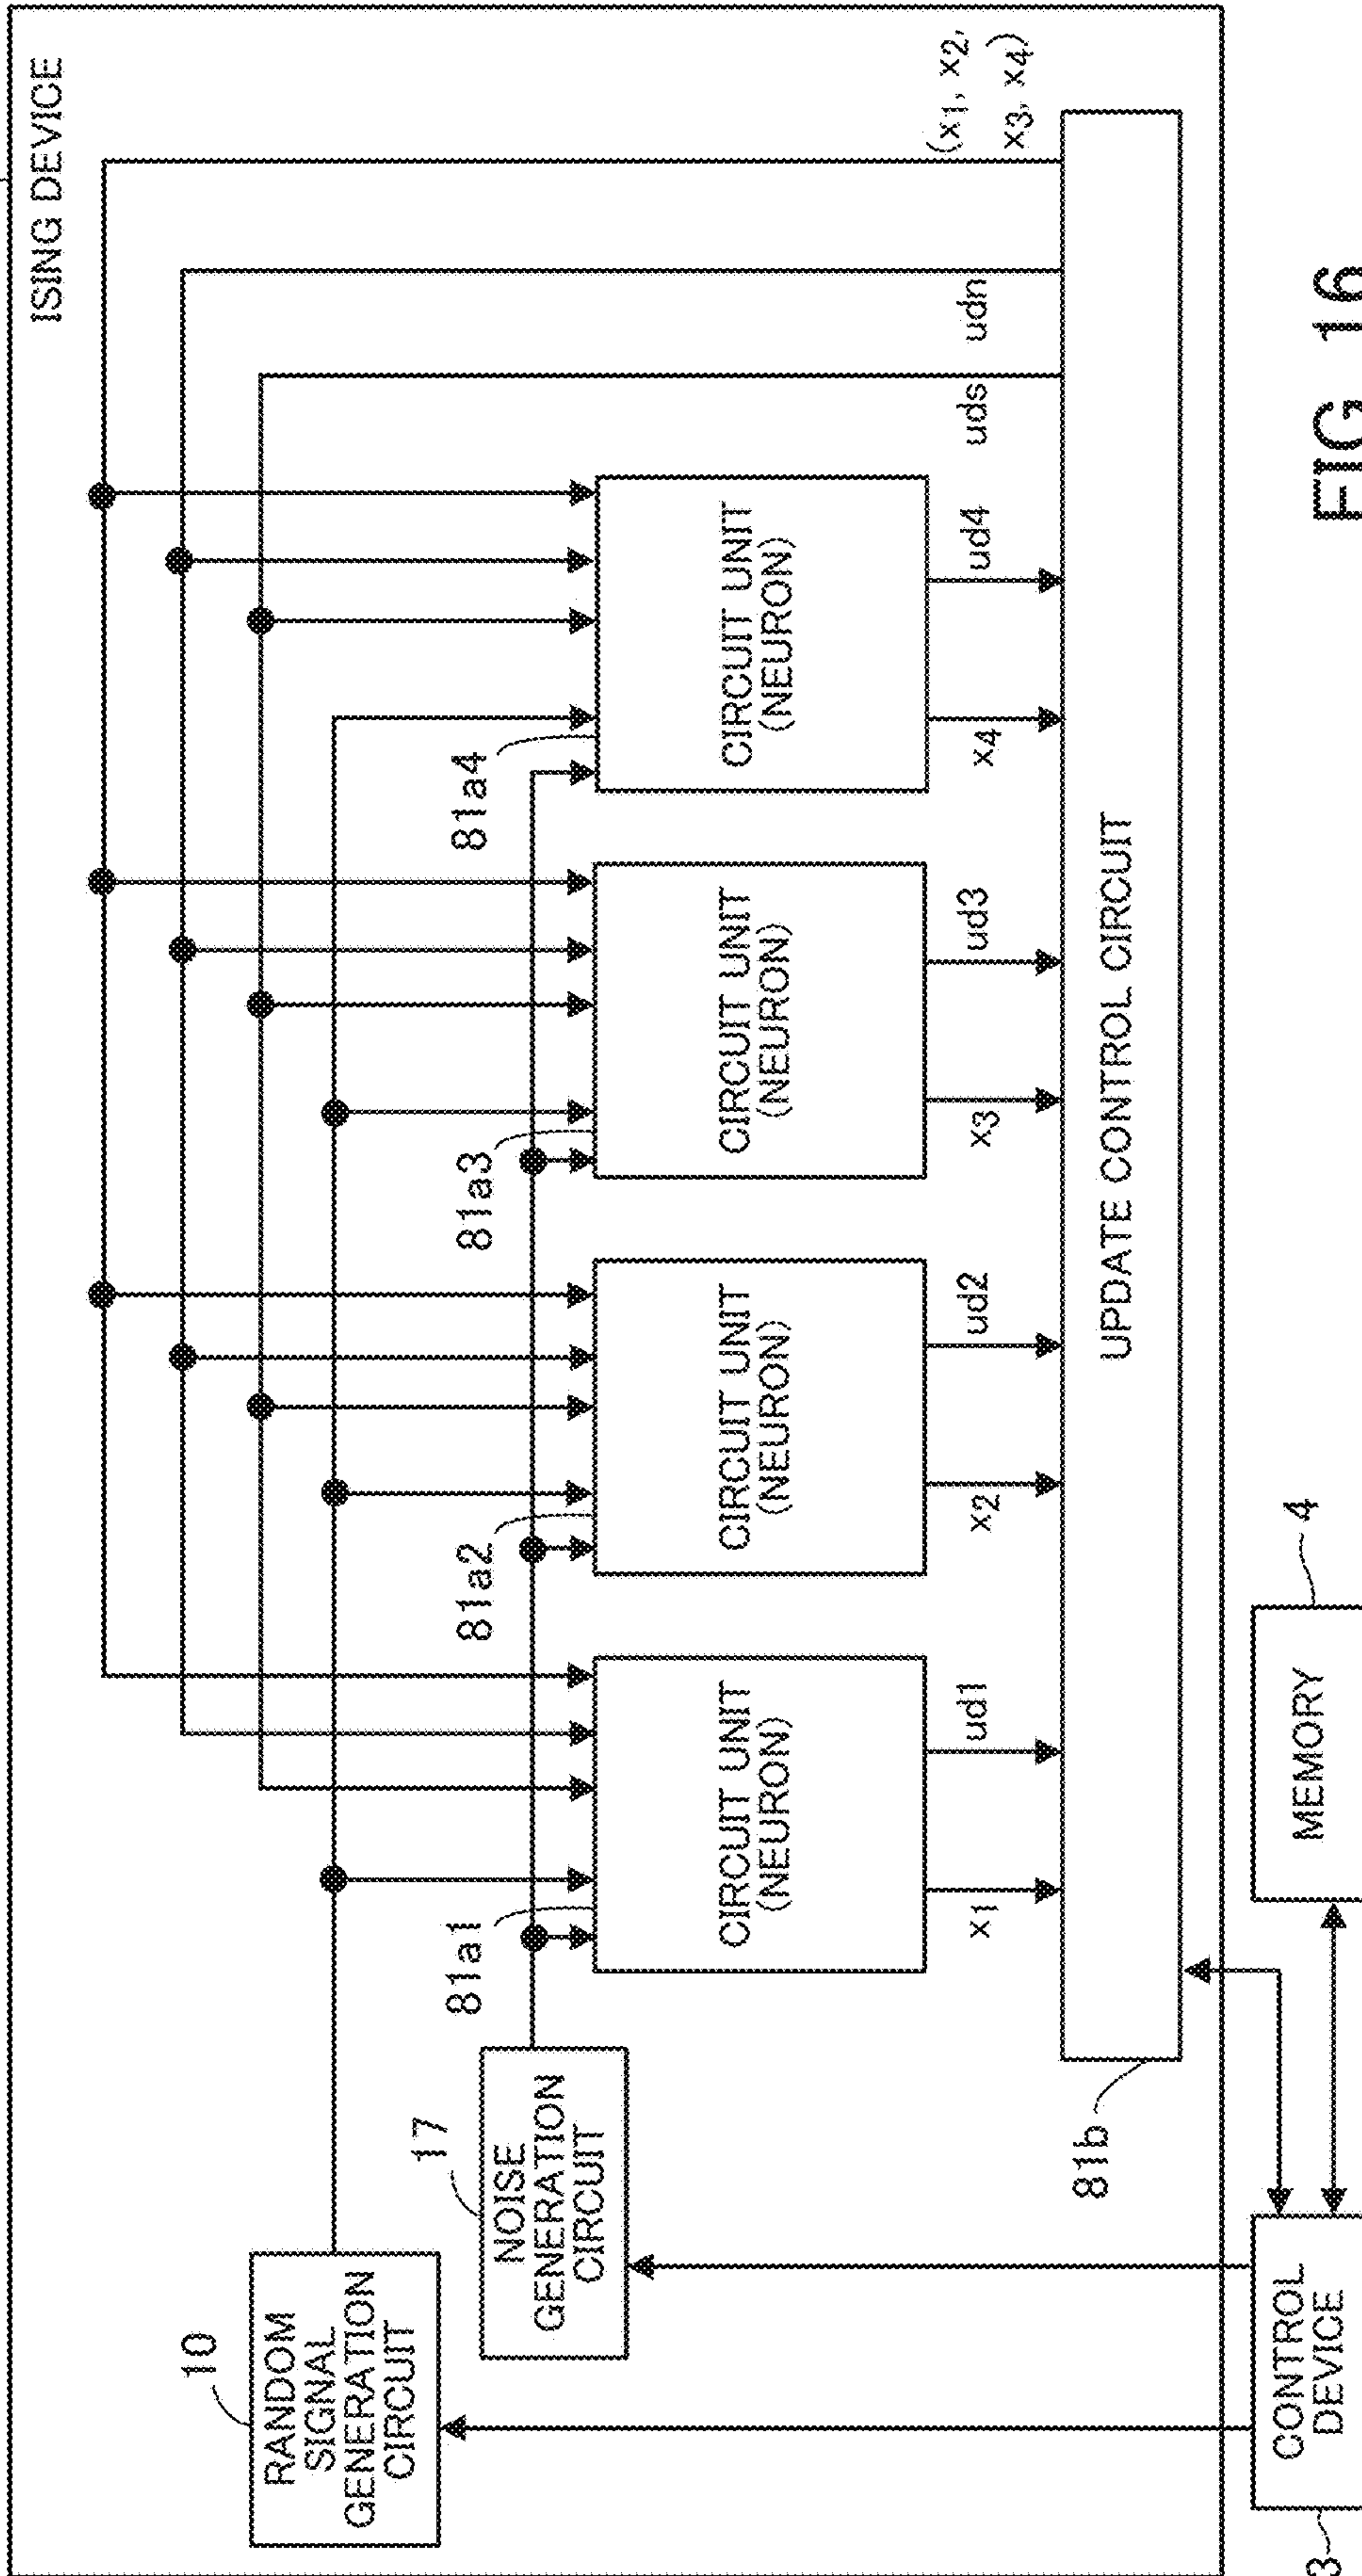 ISING DEVICE
10
RANDOM
SIGNAL
GENERATION
CIRCUIT
17
NOISE
GENERATION
CIRCUIT
81a1
CIRCUIT UNIT
(NEURON)
81a2
CIRCUIT UNIT
(NEURON)
81a3
CIRCUIT UNIT
(NEURON)
81a4
CIRCUIT UNIT
(NEURON)
x1
ud1
x2
ud2
x3
ud3
x4
ud4
uds
udn
(x1, x2,
x3, x4)
81b
UPDATE CONTROL CIRCUIT
3
CONTROL
DEVICE
MEMORY
4
FIG. 16